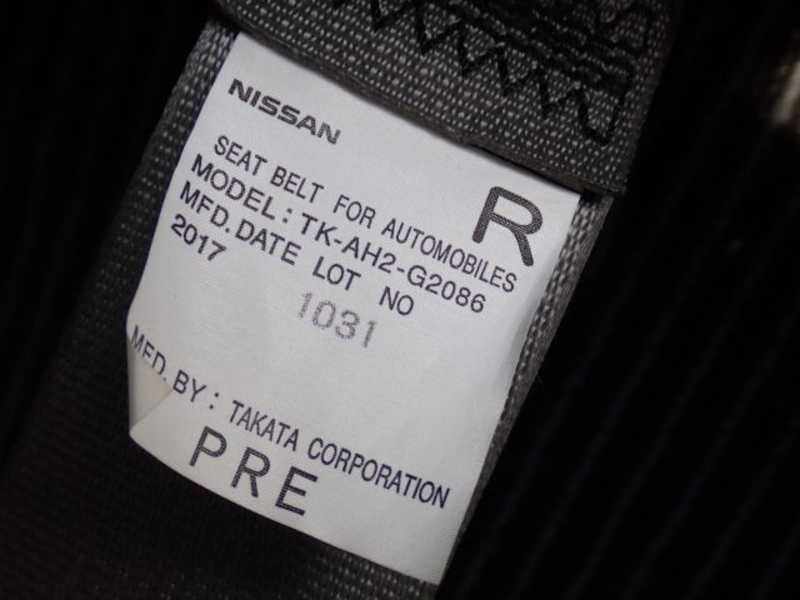 NISSAN
R
SEAT BELT FOR AUTOMOBILES
MODEL: TK-AH2-G2086
MFD.DATE LOT NO
2017
1031
MFD. BY: TAKATA CORPORATION
PRE